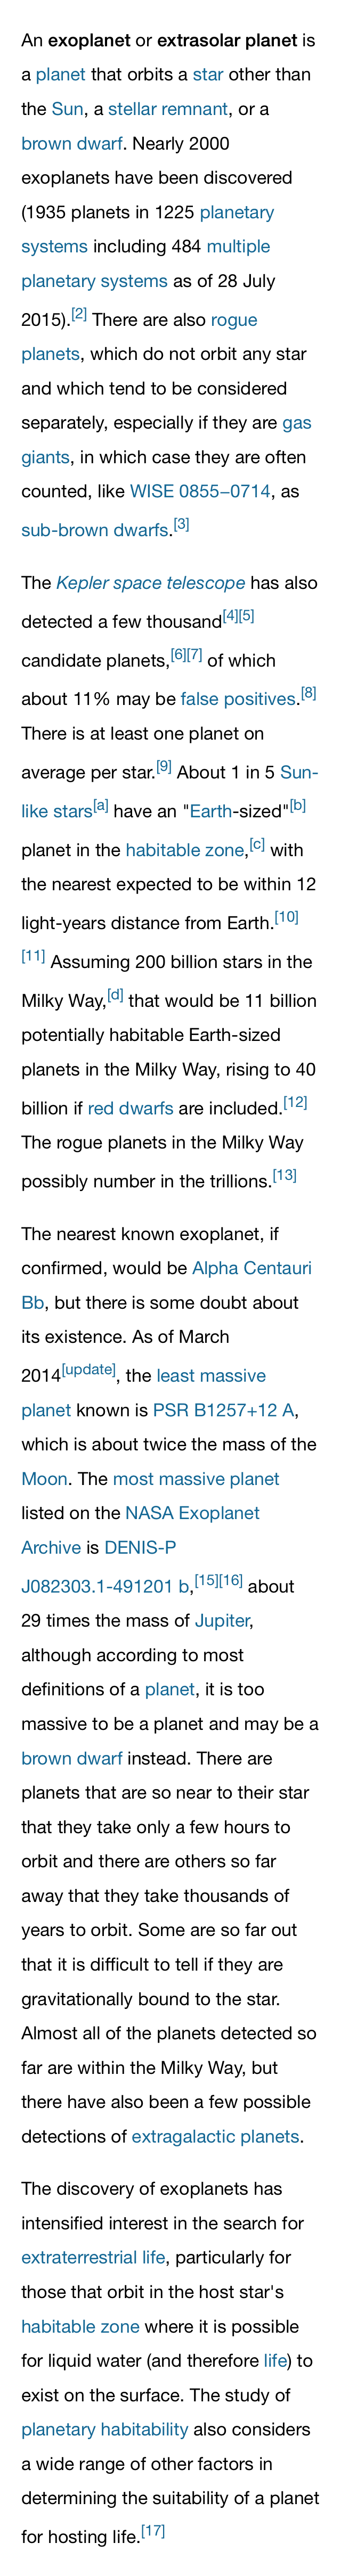 An exoplanet or extrasolar planet is
a planet that orbits a star other than
the Sun, a stellar remnant, or a
brown dwarf. Nearly 2000
exoplanets have been discovered
(1935 planets in 1225 planetary
systems including 484 multiple
planetary systems as of 28 July
2015).[2] There are also rogue
planets, which do not orbit any star
and which tend to be considered
separately, especially if they are gas
giants, in which case they are often
counted, like WISE 0855−0714, as
sub-brown dwarfs.[3]
The Kepler space telescope has also
detected a few thousand[4][5]
candidate planets,[6][7] of which
about 11% may be false positives.[8]
There is at least one planet on
average per star.[9] About 1 in 5 Sun-
like stars[a] have an "Earth-sized"[b]
planet in the habitable zone,[c] with
the nearest expected to be within 12
light-years distance from Earth.[10]
[11] Assuming 200 billion stars in the
Milky Way,[d] that would be 11 billion
potentially habitable Earth-sized
planets in the Milky Way, rising to 40
billion if red dwarfs are included.[12]
The rogue planets in the Milky Way
possibly number in the trillions.[13]
The nearest known exoplanet, if
confirmed, would be Alpha Centauri
Bb, but there is some doubt about
its existence. As of March
2014[update], the least massive
planet known is PSR B1257+12 A,
which is about twice the mass of the
Moon. The most massive planet
listed on the NASA Exoplanet
Archive is DENIS-P
J082303.1-491201 b,[15][16] about
29 times the mass of Jupiter,
although according to most
definitions of a planet, it is too
massive to be a planet and may be a
brown dwarf instead. There are
planets that are so near to their star
that they take only a few hours to
orbit and there are others so far
away that they take thousands of
years to orbit. Some are so far out
that it is difficult to tell if they are
gravitationally bound to the star.
Almost all of the planets detected so
far are within the Milky Way, but
there have also been a few possible
detections of extragalactic planets.
The discovery of exoplanets has
intensified interest in the search for
extraterrestrial life, particularly for
those that orbit in the host star's
habitable zone where it is possible
for liquid water (and therefore life) to
exist on the surface. The study of
planetary habitability also considers
a wide range of other factors in
determining the suitability of a planet
for hosting life.[17]